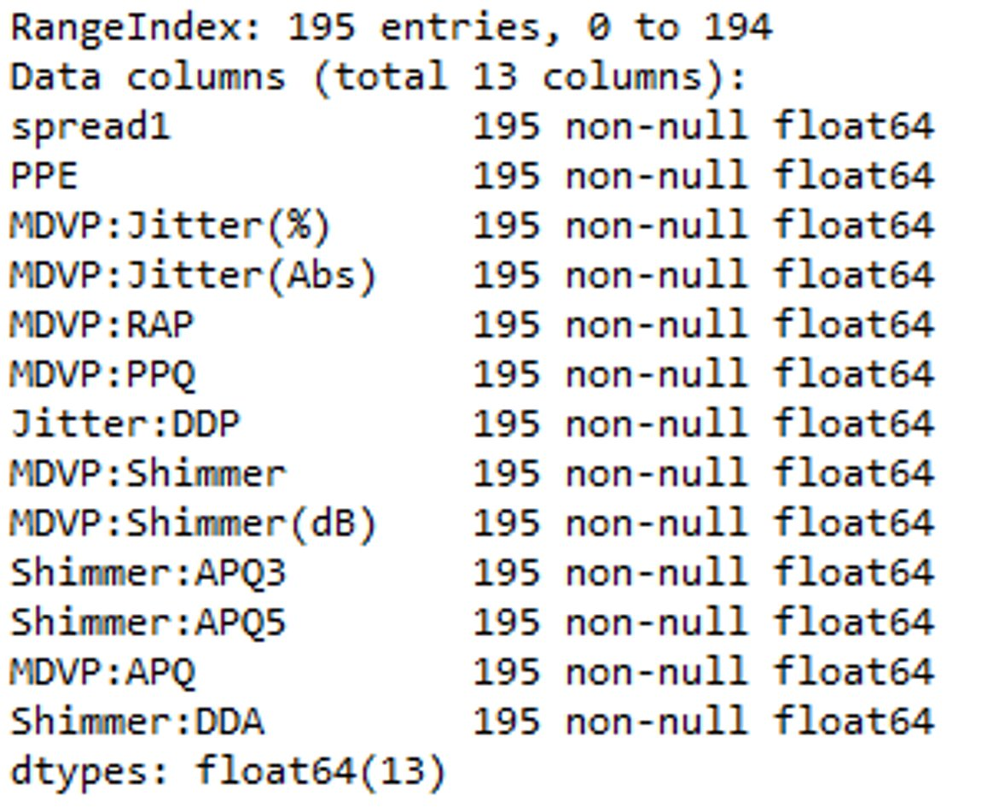 RangeIndex: 195 entries, 0 to 194
Data columns (total 13 columns):
spread1             195 non-null float64
PPE                 195 non-null float64
MDVP:Jitter(%)      195 non-null float64
MDVP:Jitter(Abs)    195 non-null float64
MDVP:RAP            195 non-null float64
MDVP:PPQ            195 non-null float64
Jitter:DDP          195 non-null float64
MDVP:Shimmer        195 non-null float64
MDVP:Shimmer(dB)    195 non-null float64
Shimmer:APQ3        195 non-null float64
Shimmer:APQ5        195 non-null float64
MDVP:APQ            195 non-null float64
Shimmer:DDA         195 non-null float64
dtypes: float64(13)